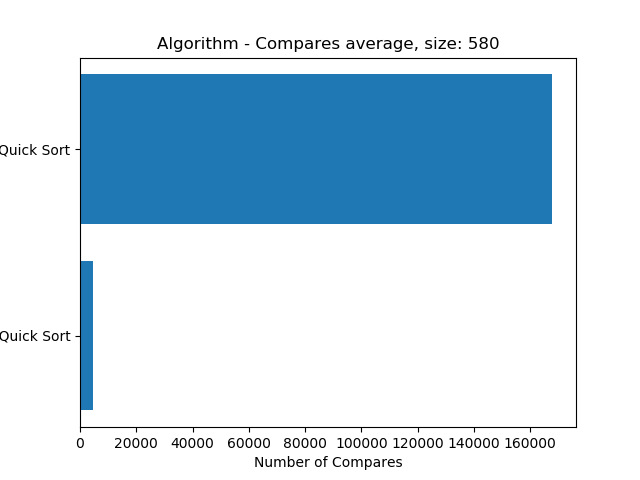 Algorithm - Compares average, size: 580
Quick Sort
Quick Sort
0 20000 40000 60000 80000 100000 120000 140000 160000
Number of Compares